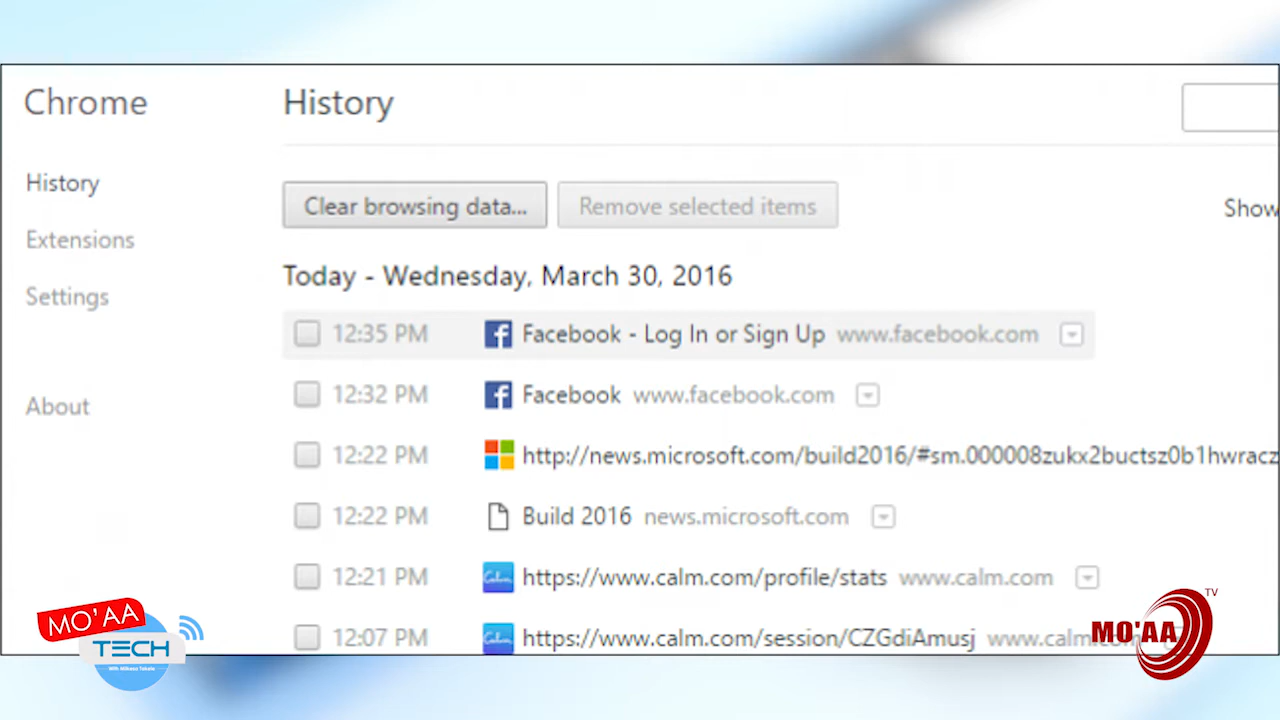 Chrome
History
History
Extensions
Settings
About
Clear browsing data...
Remove selected items
Show
Today - Wednesday, March 30, 2016
12:35 PM Facebook - Log In or Sign Up www.facebook.com
12:32 PM Facebook www.facebook.com
12:22 PM http://news.microsoft.com/build2016/#sm.000008zukx2buctsz0b1hwracz
12:22 PM Build 2016 news.microsoft.com
12:21 PM https://www.calm.com/profile/stats www.calm.com
12:07 PM https://www.calm.com/session/CZGdiAmusj www.calm.com
MO'AA
TECH
MO'AA
TV